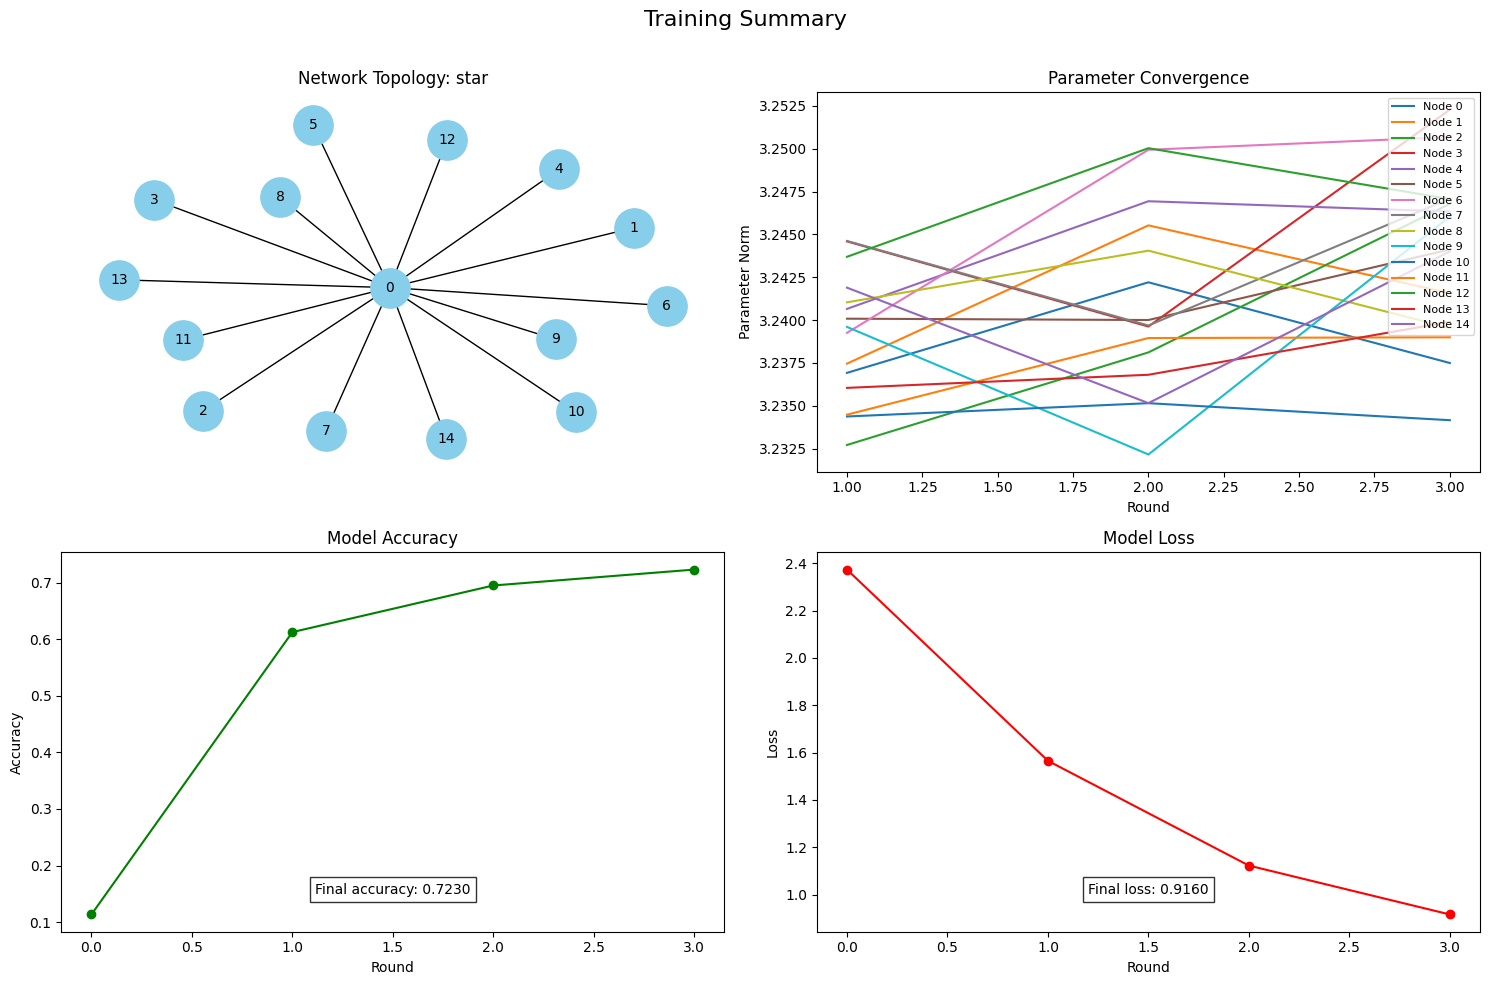 Training Summary
Network Topology: star
5
12
4
8
3
1
13
0
6
11
9
2
10
7
14
Parameter Convergence
3.2525
3.2500
3.2475
3.2450
3.2425
3.2400
3.2375
3.2350
3.2325
Parameter Norm
Node 0
Node 1
Node 2
Node 3
Node 4
Node 5
Node 6
Node 7
Node 8
Node 9
Node 10
Node 11
Node 12
Node 13
Node 14
1.00 1.25 1.50 1.75 2.00 2.25 2.50 2.75 3.00
Round
Model Accuracy
0.7
0.6
0.5
0.4
0.3
0.2
0.1
Accuracy
Final accuracy: 0.7230
0.0 0.5 1.0 1.5 2.0 2.5 3.0
Round
Model Loss
2.4
2.2
2.0
1.8
1.6
1.4
1.2
1.0
Loss
Final loss: 0.9160
0.0 0.5 1.0 1.5 2.0 2.5 3.0
Round